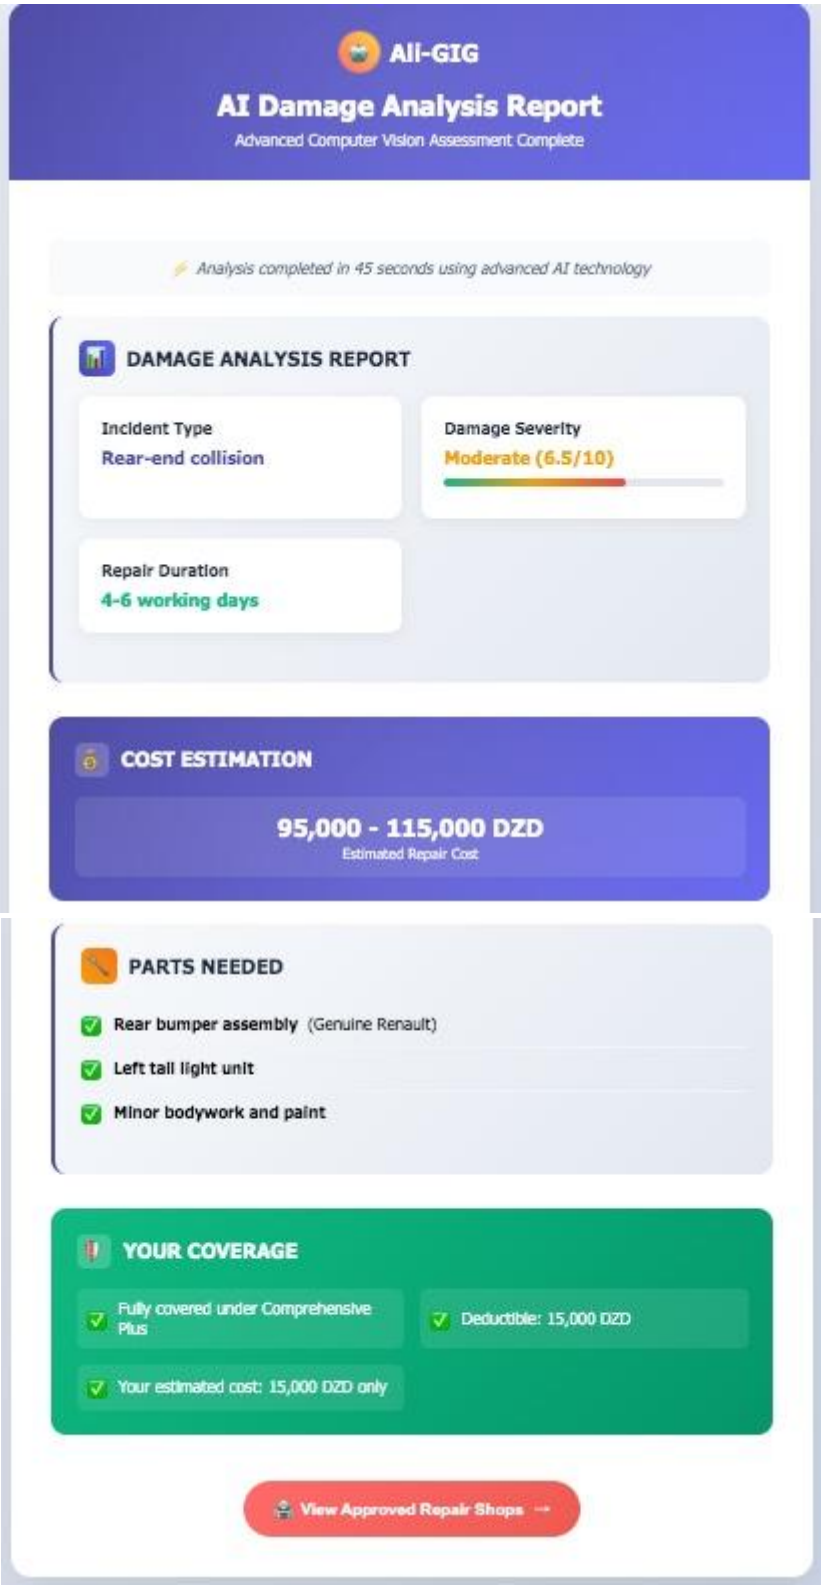 Ali-GIG
AI Damage Analysis Report
Advanced Computer Vision Assessment Complete
⚡ Analysis completed in 45 seconds using advanced AI technology
DAMAGE ANALYSIS REPORT
Incident Type
Rear-end collision
Damage Severity
Moderate (6.5/10)
Repair Duration
4-6 working days
COST ESTIMATION
95,000 - 115,000 DZD
Estimated Repair Cost
PARTS NEEDED
✅ Rear bumper assembly (Genuine Renault)
✅ Left tail light unit
✅ Minor bodywork and paint
YOUR COVERAGE
✅ Fully covered under Comprehensive
Plus
✅ Deductible: 15,000 DZD
✅ Your estimated cost: 15,000 DZD only
View Approved Repair Shops →